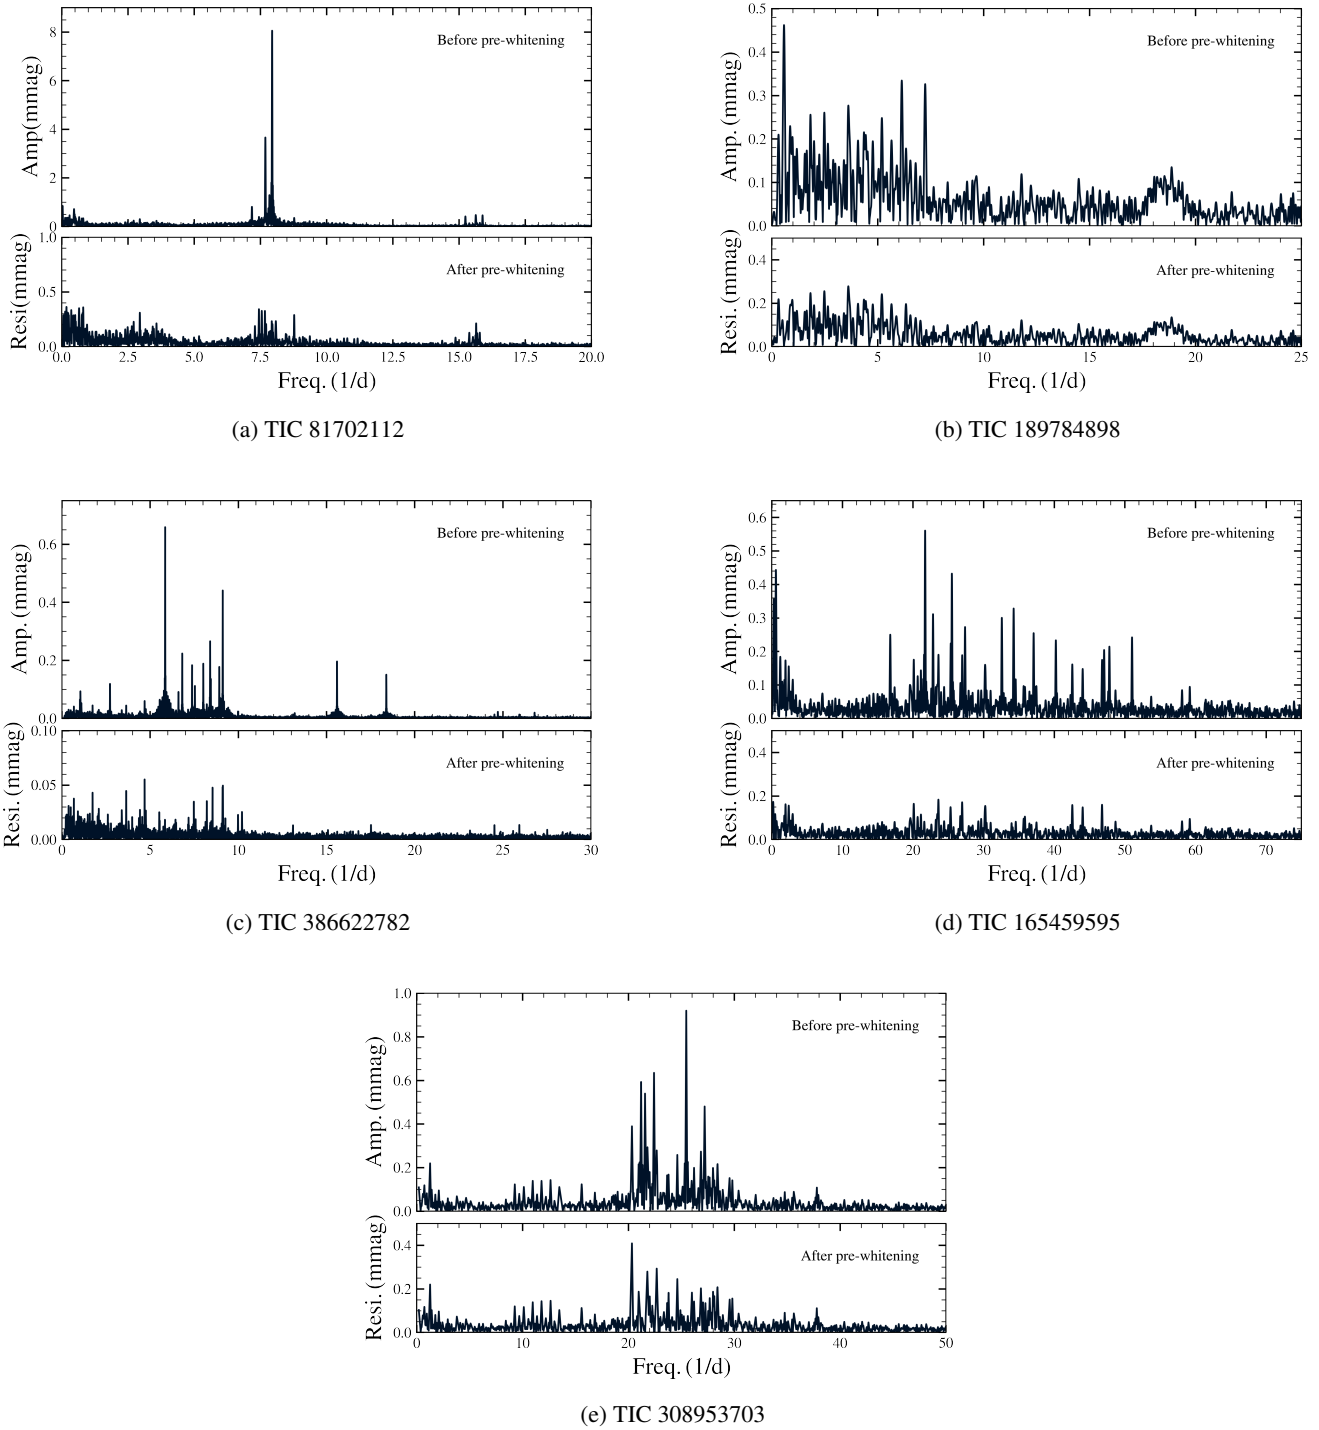 8
6
4
2
0
Amp(mmag)
Before pre-whitening
1.0
0.5
0.0
Resi(mmag)
After pre-whitening
0.0 2.5 5.0 7.5 10.0 12.5 15.0 17.5 20.0
Freq. (1/d)
(a) TIC 81702112
0.5
0.4
0.3
0.2
0.1
0.0
Amp. (mmag)
Before pre-whitening
0.4
0.2
0.0
Resi. (mmag)
After pre-whitening
0 5 10 15 20 25
Freq. (1/d)
(b) TIC 189784898
0.6
0.4
0.2
0.0
Amp. (mmag)
Before pre-whitening
0.10
0.05
0.00
Resi. (mmag
After pre-whitening
0 5 10 15 20 25 30
Freq. (1/d)
(c) TIC 386622782
0.6
0.5
0.4
0.3
0.2
0.1
0.0
Amp. (mmag)
Before pre-whitening
0.4
0.2
0.0
Resi. (mmag)
After pre-whitening
0 10 20 30 40 50 60 70
Freq. (1/d)
(d) TIC 165459595
1.0
0.8
0.6
0.4
0.2
0.0
Amp. (mmag)
Before pre-whitening
0.4
0.2
0.0
Resi. (mmag)
After pre-whitening
0 10 20 30 40 50
Freq. (1/d)
(e) TIC 308953703